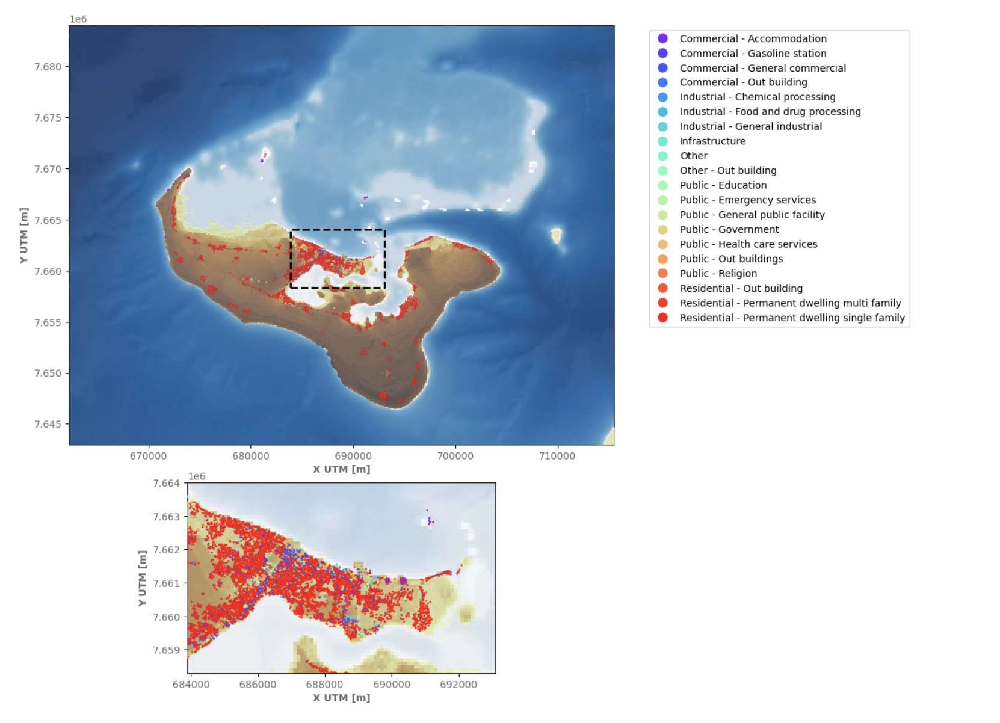 1e6
7.680
7.675
7.670
7.665
7.660
7.655
7.650
7.645
Y UTM [m]
670000 680000 690000 700000 710000
X UTM [m]
Commercial - Accommodation
Commercial - Gasoline station
Commercial - General commercial
Commercial - Out building
Industrial - Chemical processing
Industrial - Food and drug processing
Industrial - General industrial
Infrastructure
Other
Other - Out building
Public - Education
Public - Emergency services
Public - General public facility
Public - Government
Public - Health care services
Public - Out buildings
Public - Religion
Residential - Out building
Residential - Permanent dwelling multi family
Residential - Permanent dwelling single family
1e6
7.664
7.663
7.662
7.661
7.660
7.659
Y UTM [m]
684000 686000 688000 690000 692000
X UTM [m]